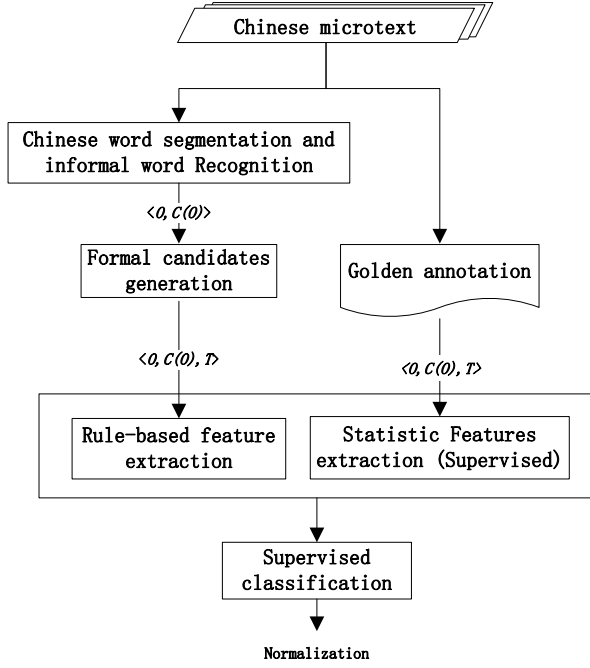 Chinese microtext
Chinese word segmentation and
informal word Recognition
<O, C(O)>
Formal candidates
generation
Golden annotation
<O, C(O), T>
<O, C(O), T>
Rule-based feature
extraction
Statistic Features
extraction (Supervised)
Supervised
classification
Normalization